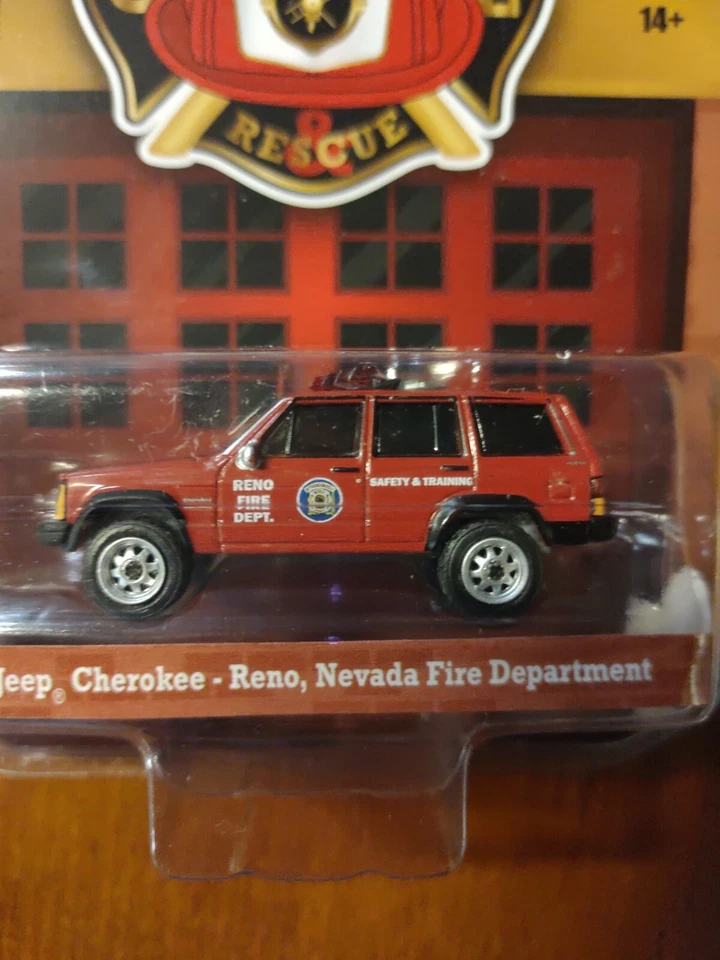 14+
RESCUE
&
RENO
FIRE
DEPT.
SAFETY & TRAINING
Jeep® Cherokee - Reno, Nevada Fire Department